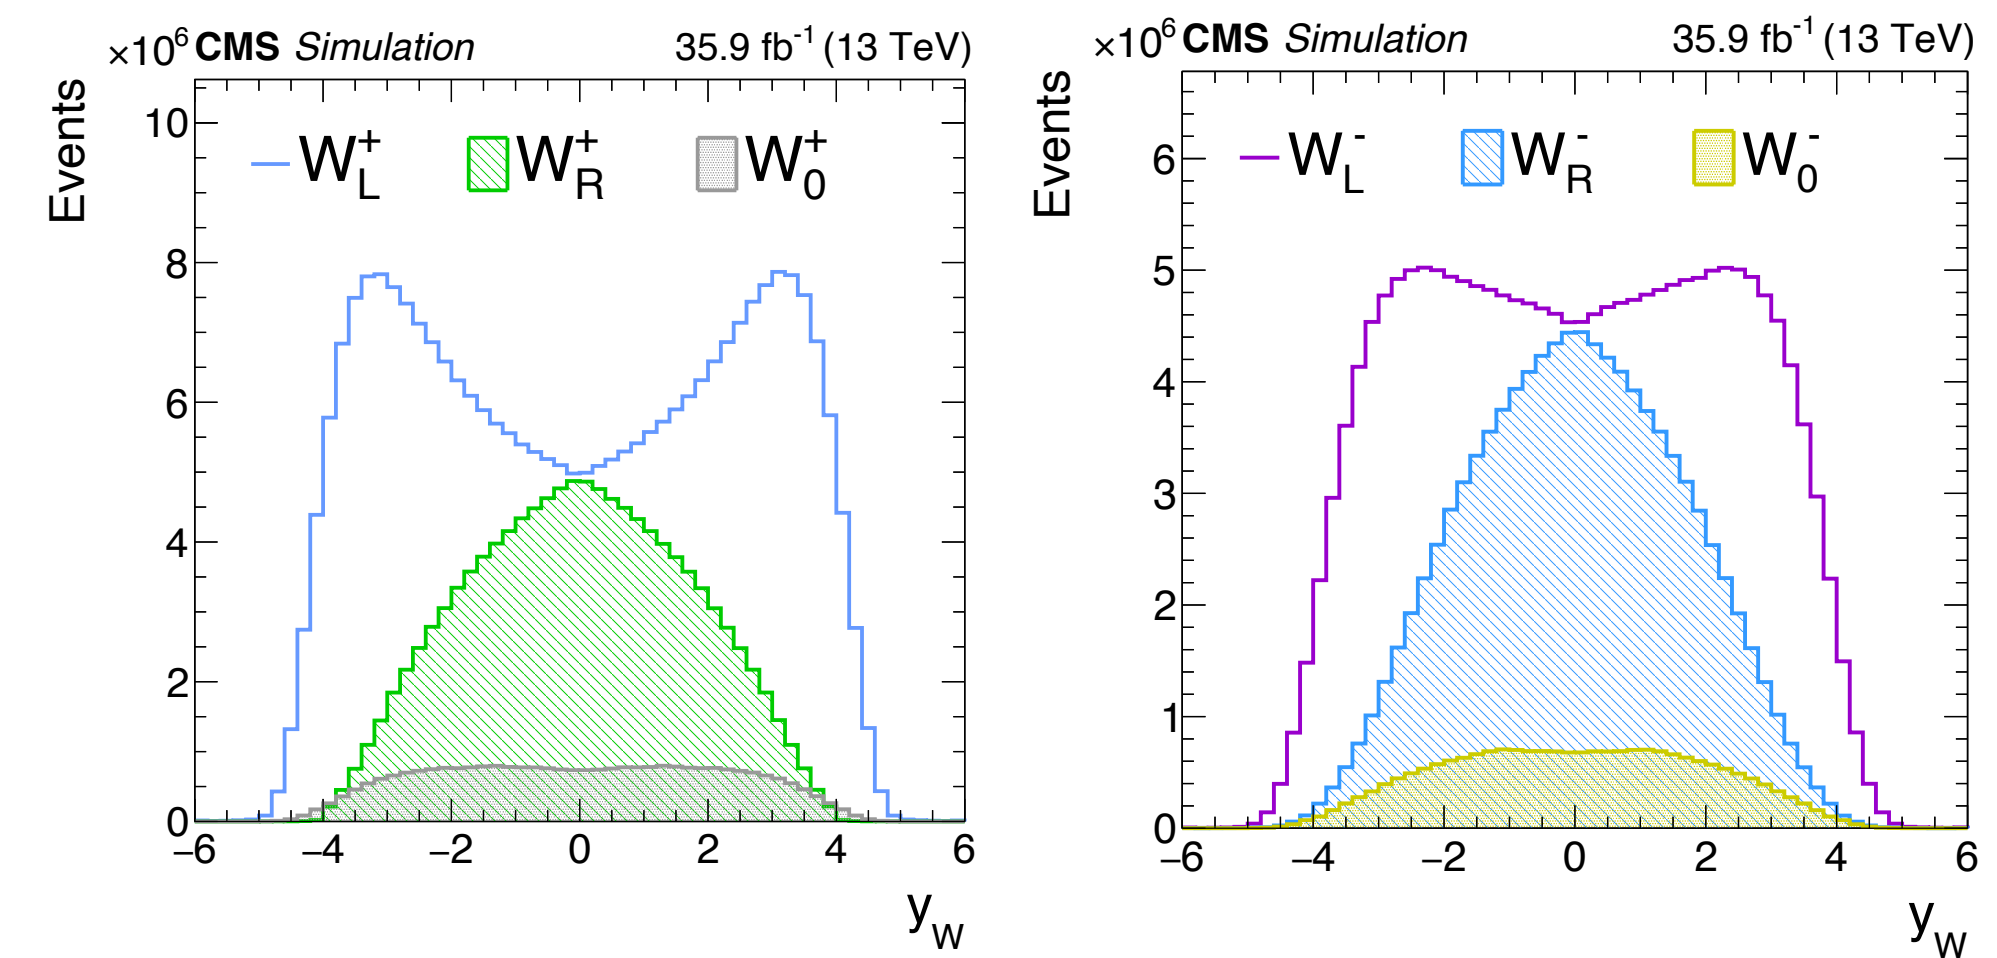 ×10⁶ CMS Simulation 35.9 fb⁻¹ (13 TeV)
Events
W⁺L W⁺R W⁺0
10
8
6
4
2
0
−6 −4 −2 0 2 4 6
yW
×10⁶ CMS Simulation 35.9 fb⁻¹ (13 TeV)
Events
W⁻L W⁻R W⁻0
6
5
4
3
2
1
0
−6 −4 −2 0 2 4 6
yW